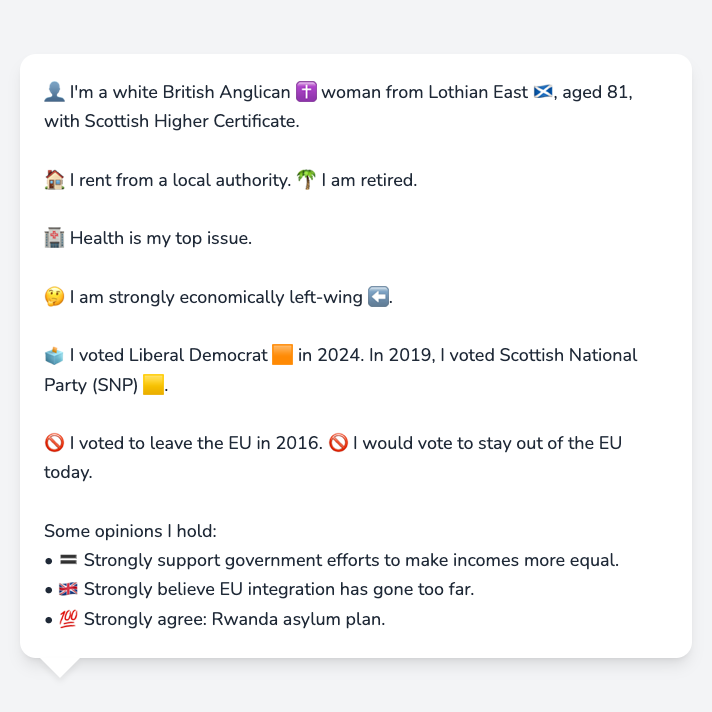 👤 I'm a white British Anglican ✝️ woman from Lothian East 🏴󠁧󠁢󠁳󠁣󠁴󠁿, aged 81,
with Scottish Higher Certificate.
🏠 I rent from a local authority. 🌴 I am retired.
🏥 Health is my top issue.
🤔 I am strongly economically left-wing ⬅️.
🗳️ I voted Liberal Democrat 🟧 in 2024. In 2019, I voted Scottish National
Party (SNP) 🟨.
🚫 I voted to leave the EU in 2016. 🚫 I would vote to stay out of the EU
today.
Some opinions I hold:
• 🟰 Strongly support government efforts to make incomes more equal.
• 🇬🇧 Strongly believe EU integration has gone too far.
• 💯 Strongly agree: Rwanda asylum plan.